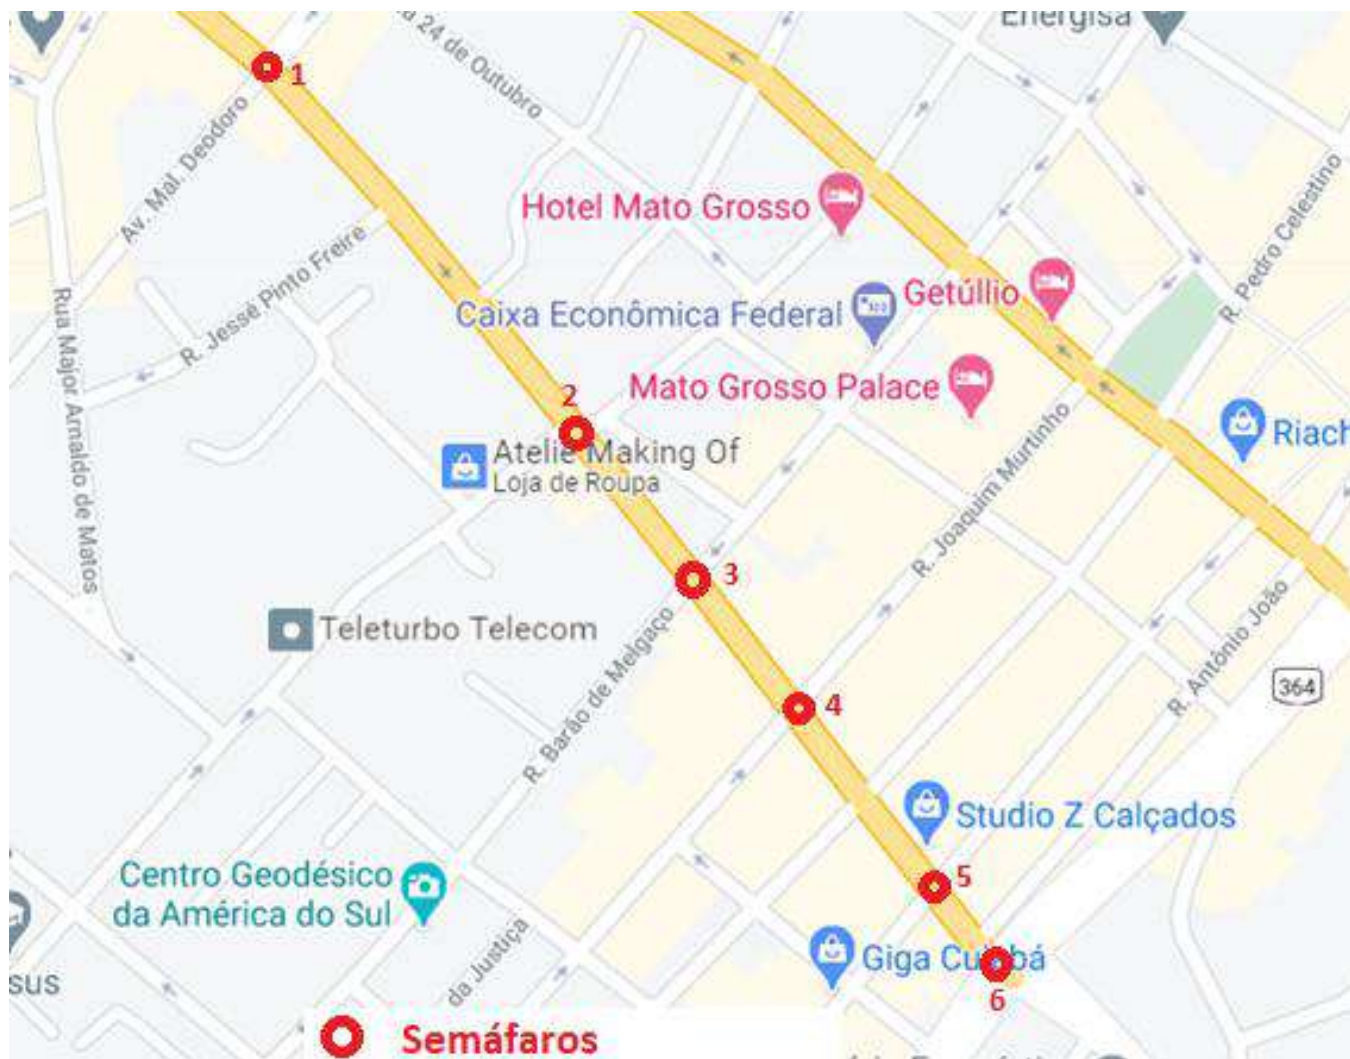 Energisa
24 de Outubro
1
Av. Mal. Deodoro
R. Pedro Celestino
Hotel Mato Grosso
R. Jessé Pinto Freire
Getúllio
Caixa Econômica Federal
Rua Major Arnaldo de Matos
Mato Grosso Palace
2
R. Joaquim Murtinho
Riach
Atelie Making Of
Loja de Roupa
3
Teleturbo Telecom
R. Antônio João
R. Barão de Melgaço
364
4
Studio Z Calçados
Centro Geodésico
da América do Sul
5
da Justiça
Giga Cuiabá
sus
6
Semáfaros